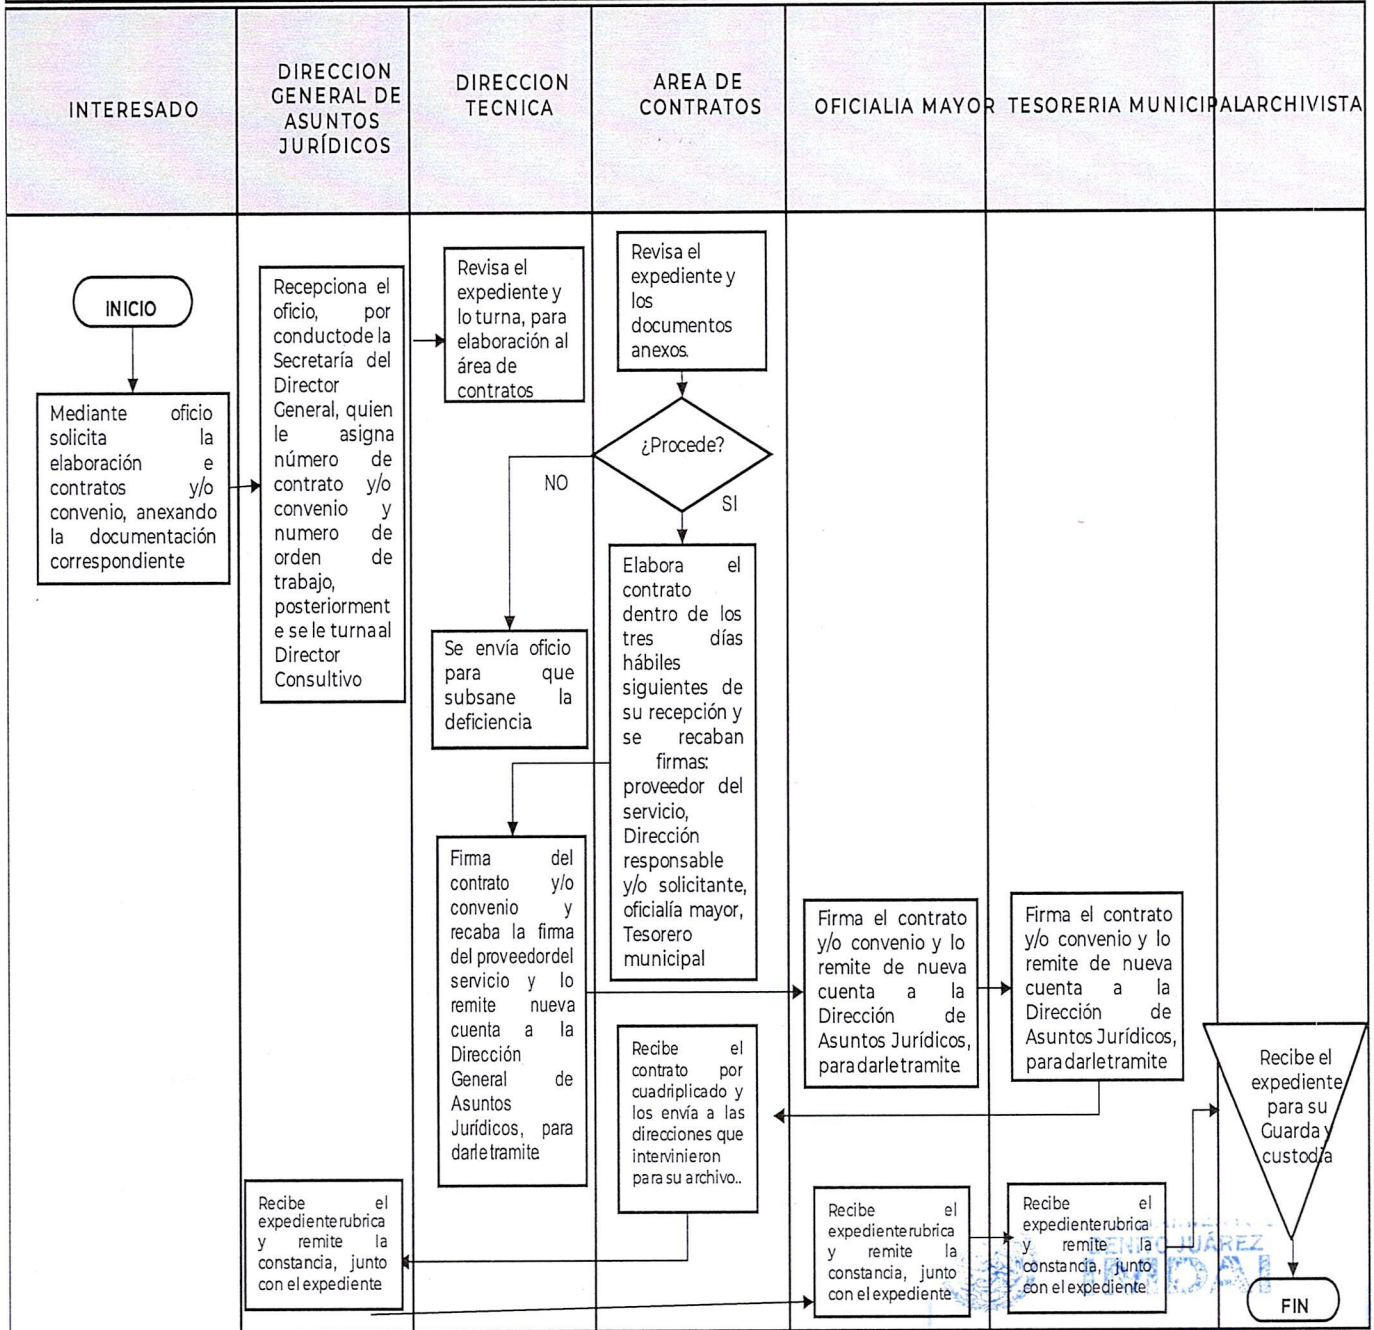 INTERESADO
DIRECCION
GENERAL DE
ASUNTOS
JURÍDICOS
DIRECCION
TECNICA
AREA DE
CONTRATOS
OFICIALIA MAYOR
TESORERIA MUNICIPAL
ARCHIVISTA
INICIO
Mediante oficio
solicita la
elaboración e
contratos y/o
convenio, anexando
la documentación
correspondiente
Recepciona el
oficio, por
conductode la
Secretaría del
Director
General, quien
le asigna
número de
contrato y/o
convenio y
numero de
orden de
trabajo,
posteriorment
e se le turna al
Director
Consultivo
Revisa el
expediente y
lo turna, para
elaboración al
área de
contratos
Revisa el
expediente y
los
documentos
anexos.
¿Procede?
NO
SI
Se envía oficio
para que
subsane la
deficiencia
Elabora el
contrato
dentro de los
tres días
hábiles
siguientes de
su recepción y
se recaban
firmas:
proveedor del
servicio,
Dirección
responsable
y/o solicitante,
oficialía mayor,
Tesorero
municipal
Firma del
contrato y/o
convenio y
recaba la firma
del proveedor del
servicio y lo
remite nueva
cuenta a la
Dirección
General de
Asuntos
Jurídicos, para
darle tramite
Firma el contrato
y/o convenio y lo
remite de nueva
cuenta a la
Dirección de
Asuntos Jurídicos,
para darle tramite
Firma el contrato
y/o convenio y lo
remite de nueva
cuenta a la
Dirección de
Asuntos Jurídicos,
para darle tramite
Recibe el
contrato por
cuadriplicado y
los envía a las
direcciones que
intervinieron
para su archivo..
Recibe el
expediente
para su
Guarda y
custodia
Recibe el
expediente rubrica
y remite la
constancia, junto
con el expediente
Recibe el
expediente rubrica
y remite la
constancia, junto
con el expediente
Recibe el
expediente rubrica
y remite la
constancia, junto
con el expediente
BENITO JUÁREZ
IMDAI
FIN